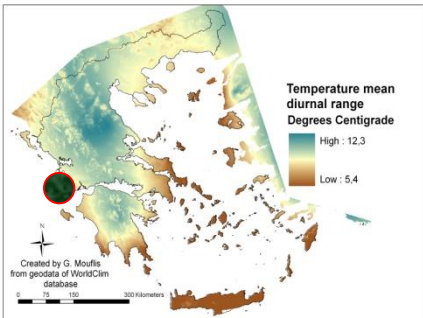 Temperature mean
diurnal range
Degrees Centigrade
High : 12,3
Low : 5,4
N
Created by G. Mouflis
from geodata of WorldClim
database
0 75 150 300 Kilometers